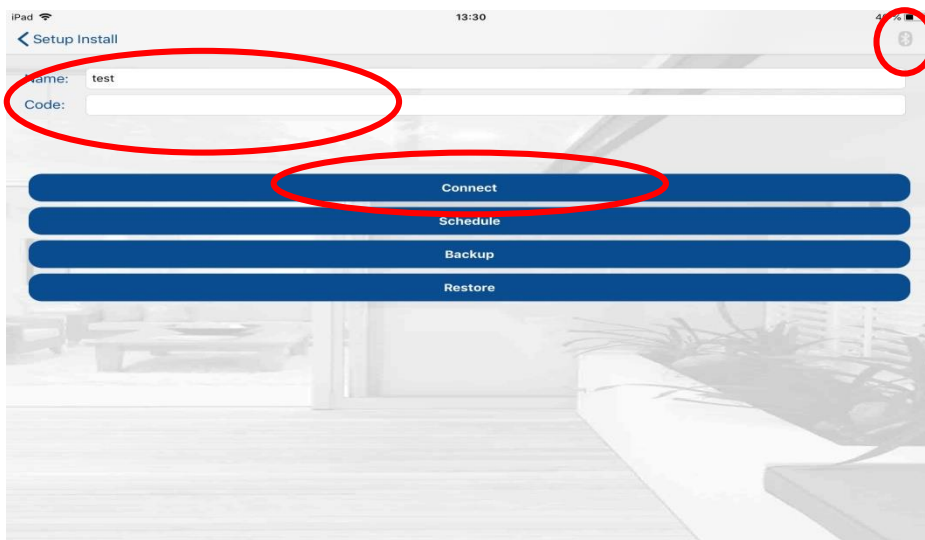 iPad 13:30
Setup Install
Name: test
Code:
Connect
Schedule
Backup
Restore